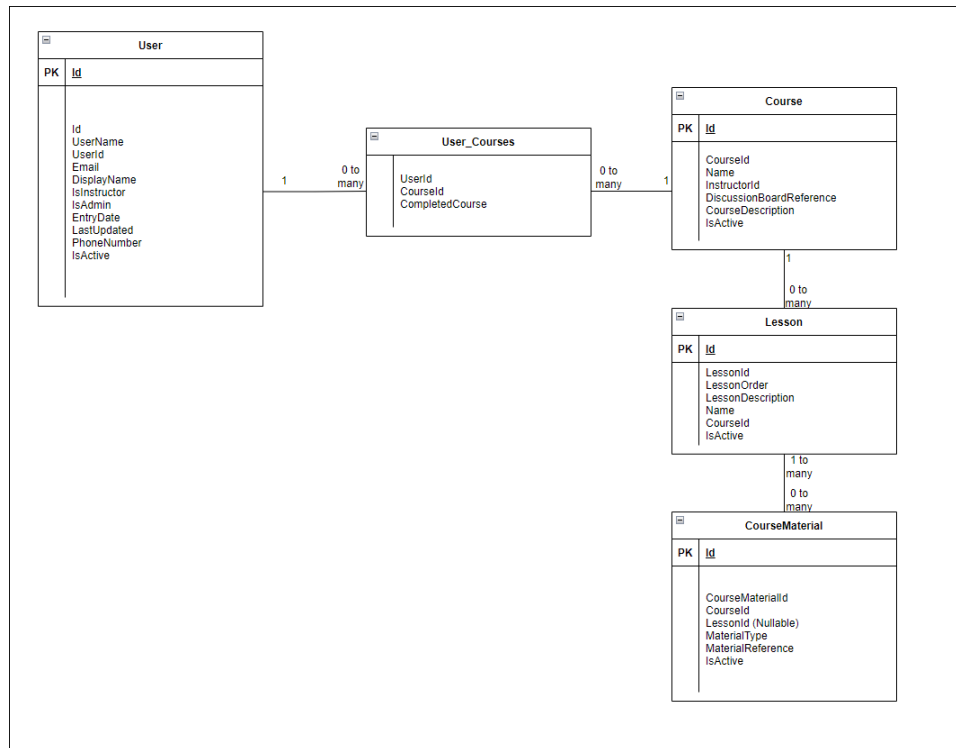 User
PK Id
Id
UserName
UserId
Email
DisplayName
IsInstructor
IsAdmin
EntryDate
LastUpdated
PhoneNumber
IsActive
1
0 to
many
User_Courses
UserId
CourseId
CompletedCourse
0 to
many
1
Course
PK Id
CourseId
Name
InstructorId
DiscussionBoardReference
CourseDescription
IsActive
1
0 to
many
Lesson
PK Id
LessonId
LessonOrder
LessonDescription
Name
CourseId
IsActive
1 to
many
0 to
many
CourseMaterial
PK Id
CourseMaterialId
CourseId
LessonId (Nullable)
MaterialType
MaterialReference
IsActive